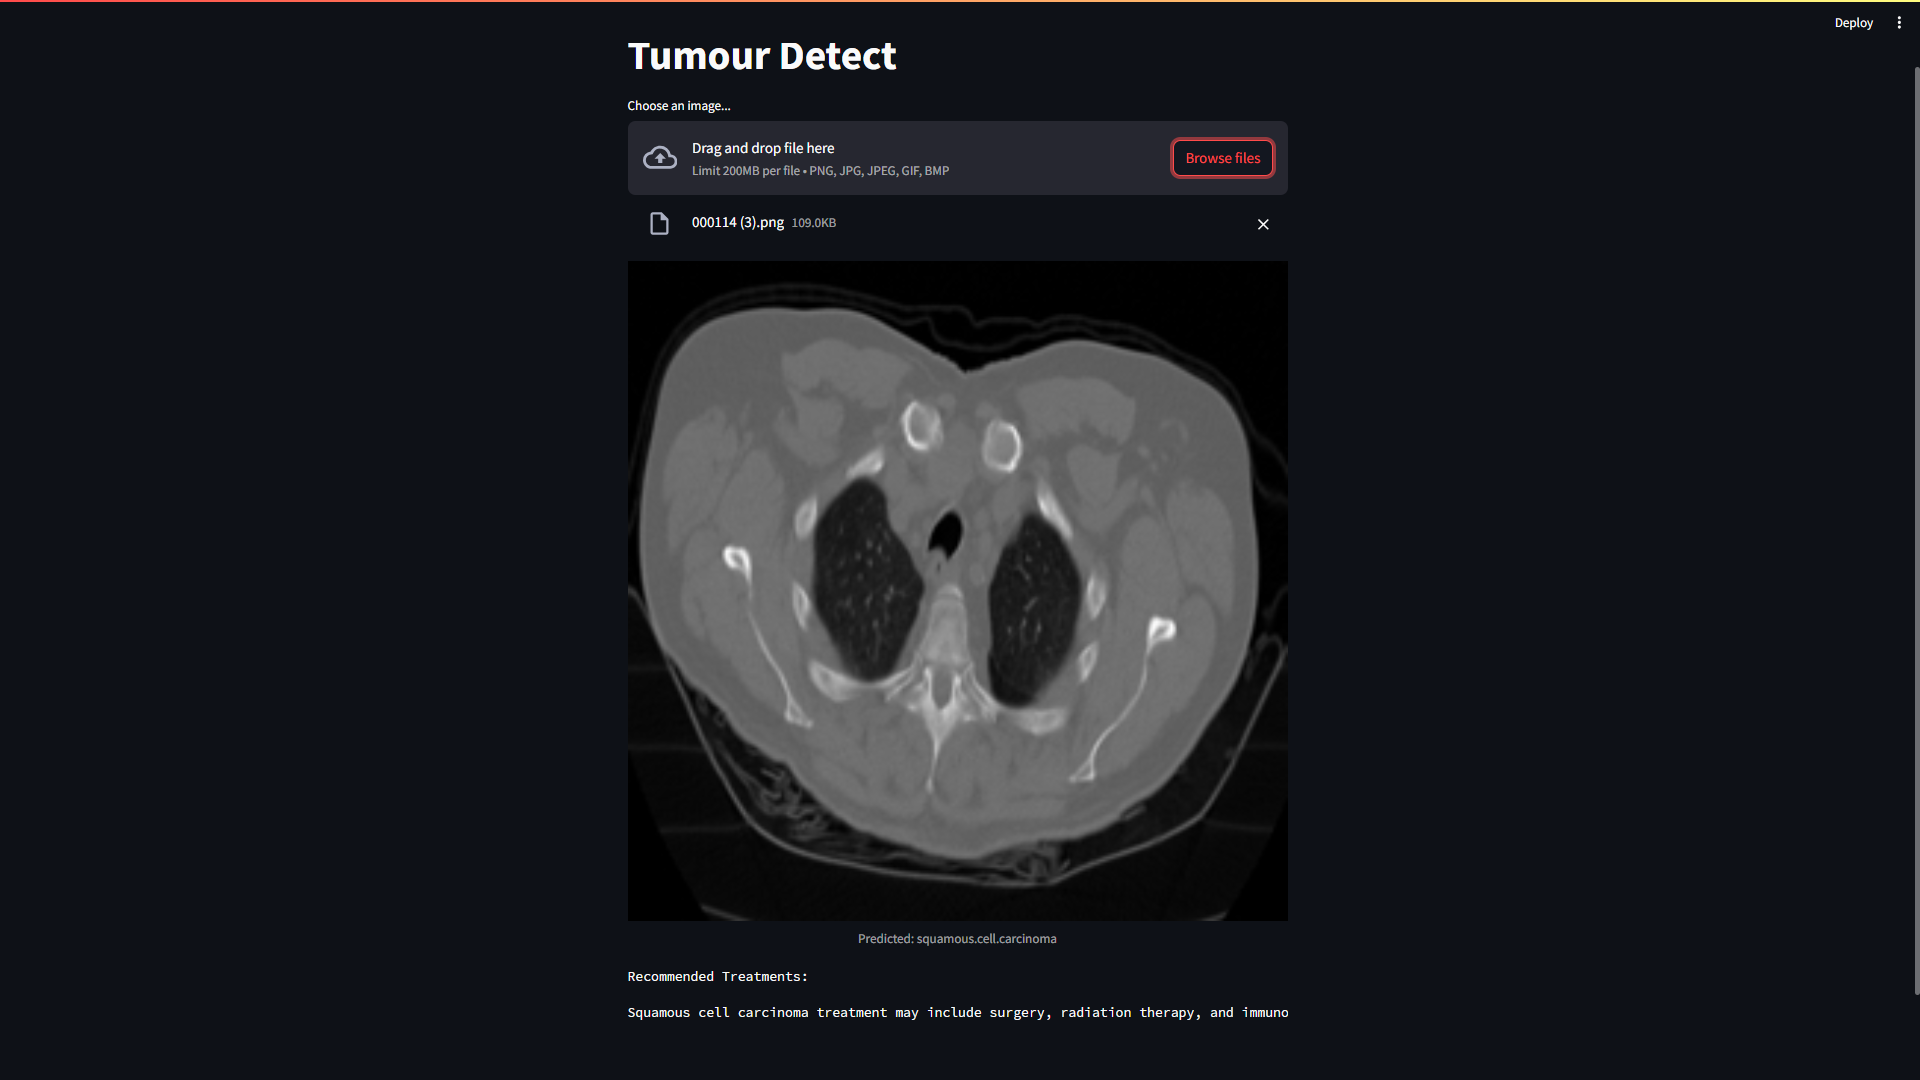 Deploy
Tumour Detect
Choose an image...
Drag and drop file here
Limit 200MB per file • PNG, JPG, JPEG, GIF, BMP
Browse files
000114 (3).png 109.0KB
Predicted: squamous.cell.carcinoma
Recommended Treatments:
Squamous cell carcinoma treatment may include surgery, radiation therapy, and immuno